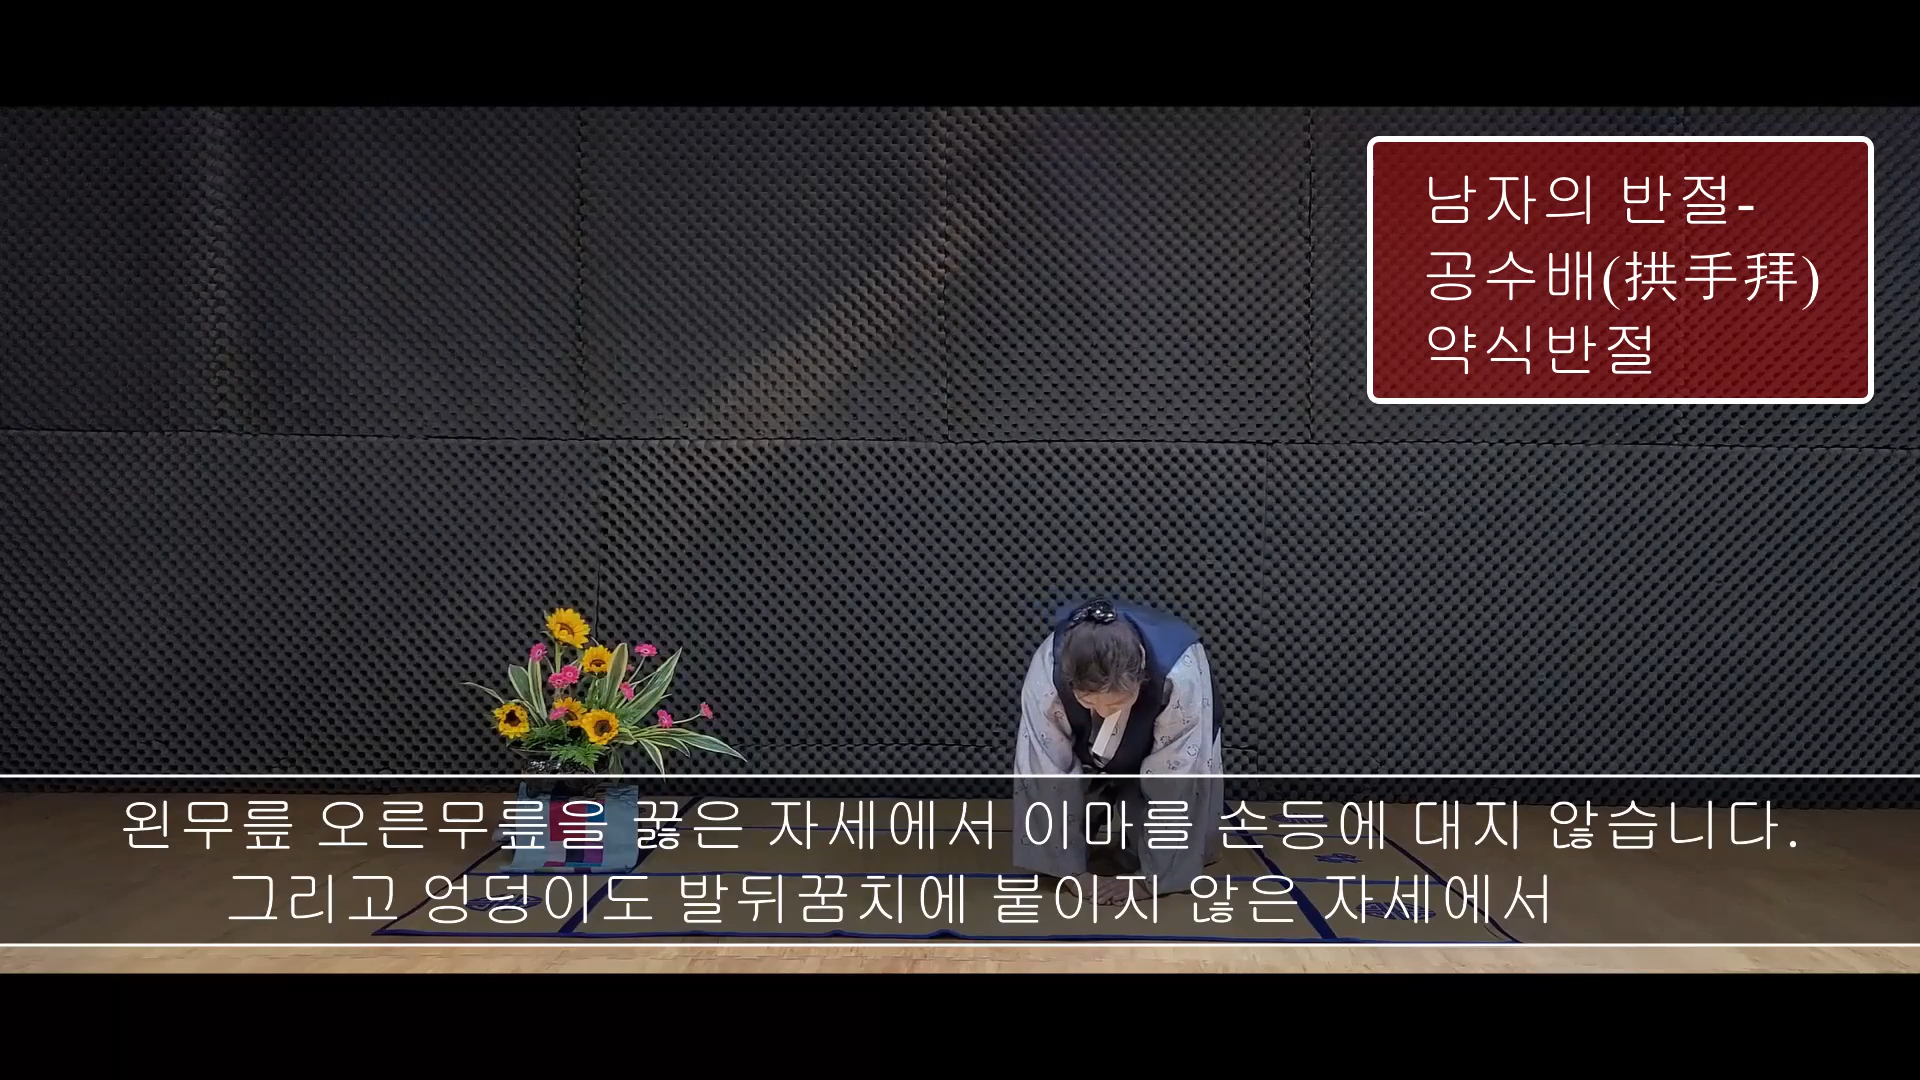 남자의 반절-
공수배(拱手拜)
약식반절
왼무릎 오른무릎을 꿇은 자세에서 이마를 손등에 대지 않습니다.
그리고 엉덩이도 발뒤꿈치에 붙이지 않은 자세에서